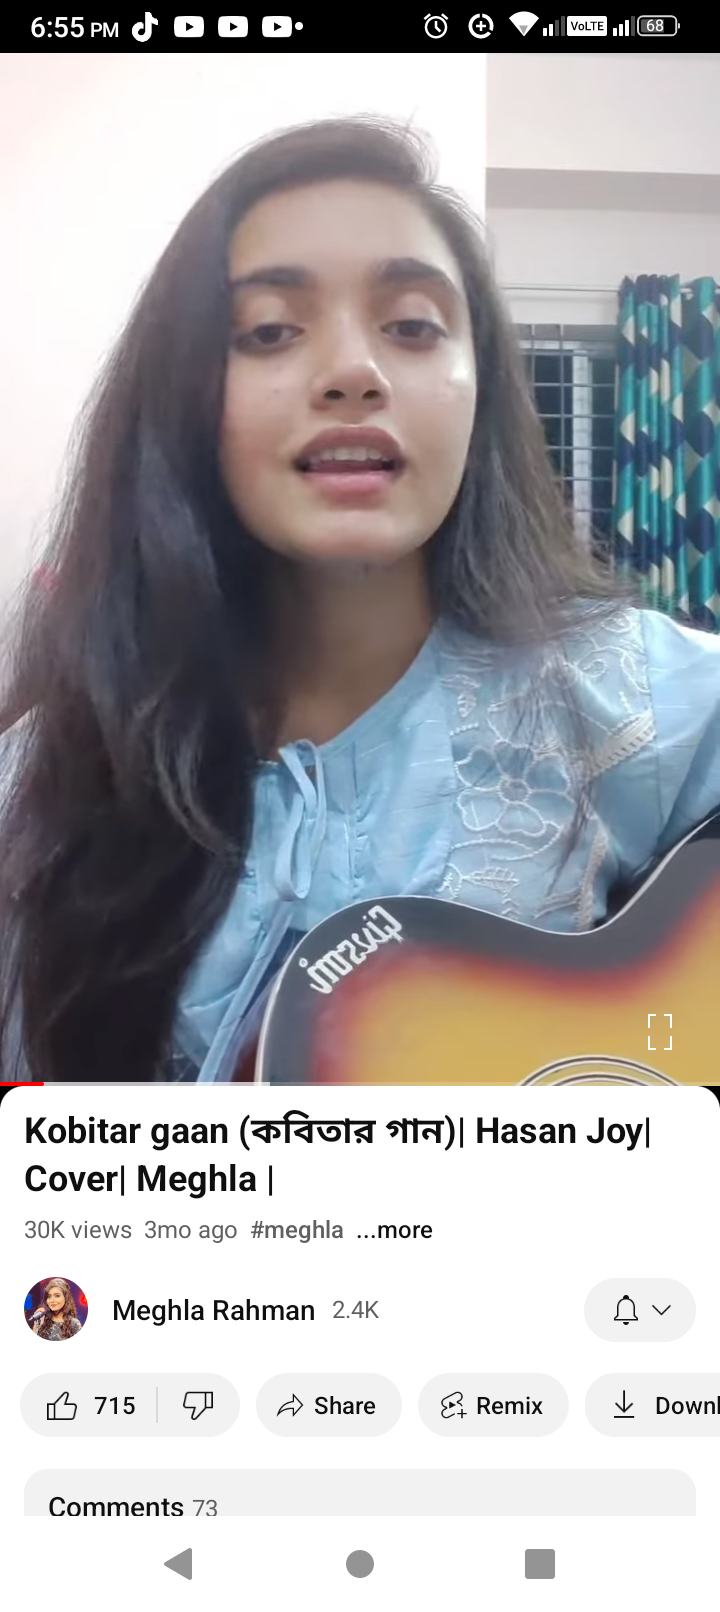 6:55 PM
VoLTE
68
Givson
Kobitar gaan (কবিতার গান)| Hasan Joy|
Cover| Meghla |
30K views 3mo ago #meghla ...more
Meghla Rahman 2.4K
715
Share
Remix
Downl
Comments 73